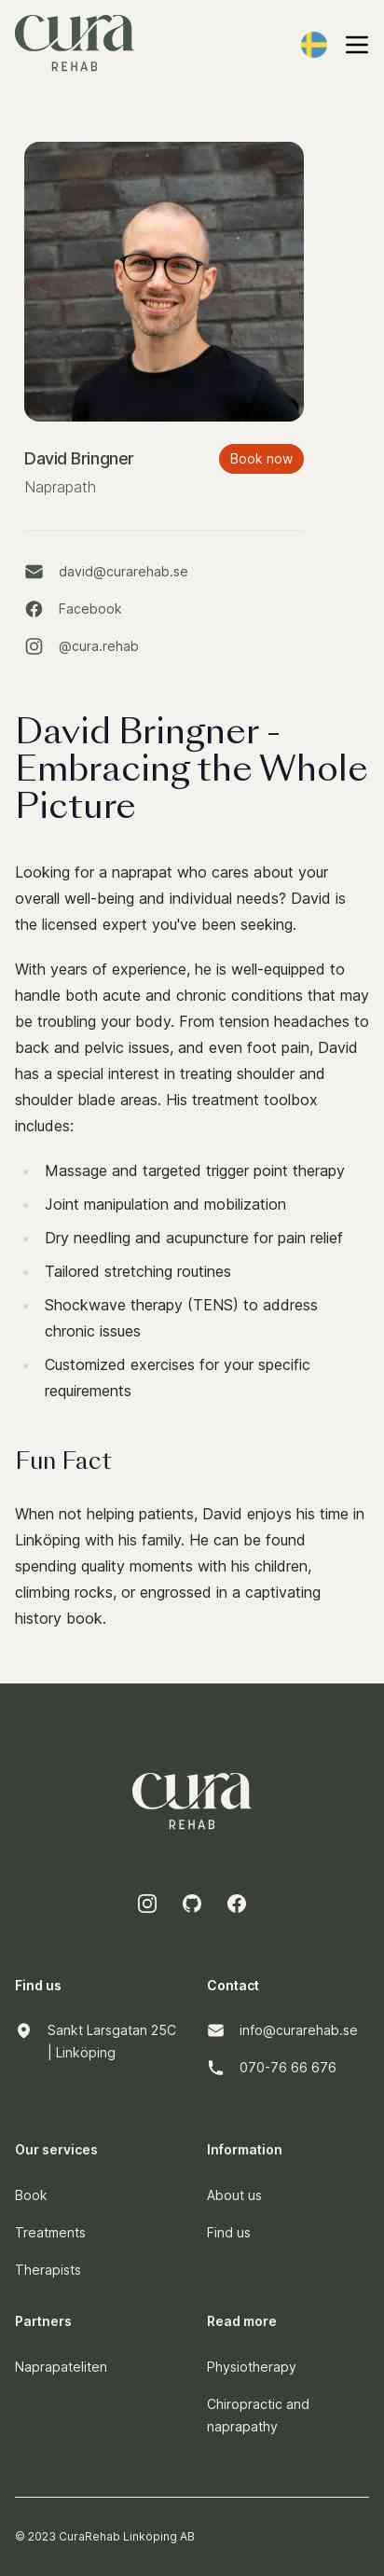 cura
REHAB
David Bringner
Book now
Naprapath
david@curarehab.se
Facebook
@cura.rehab
David Bringner -
Embracing the Whole
Picture
Looking for a naprapat who cares about your
overall well-being and individual needs? David is
the licensed expert you've been seeking.
With years of experience, he is well-equipped to
handle both acute and chronic conditions that may
be troubling your body. From tension headaches to
back and pelvic issues, and even foot pain, David
has a special interest in treating shoulder and
shoulder blade areas. His treatment toolbox
includes:
Massage and targeted trigger point therapy
Joint manipulation and mobilization
Dry needling and acupuncture for pain relief
Tailored stretching routines
Shockwave therapy (TENS) to address
chronic issues
Customized exercises for your specific
requirements
Fun Fact
When not helping patients, David enjoys his time in
Linköping with his family. He can be found
spending quality moments with his children,
climbing rocks, or engrossed in a captivating
history book.
cura
REHAB
Find us
Sankt Larsgatan 25C
| Linköping
Contact
info@curarehab.se
070-76 66 676
Our services
Book
Treatments
Therapists
Information
About us
Find us
Partners
Naprapateliten
Read more
Physiotherapy
Chiropractic and
naprapathy
© 2023 CuraRehab Linköping AB